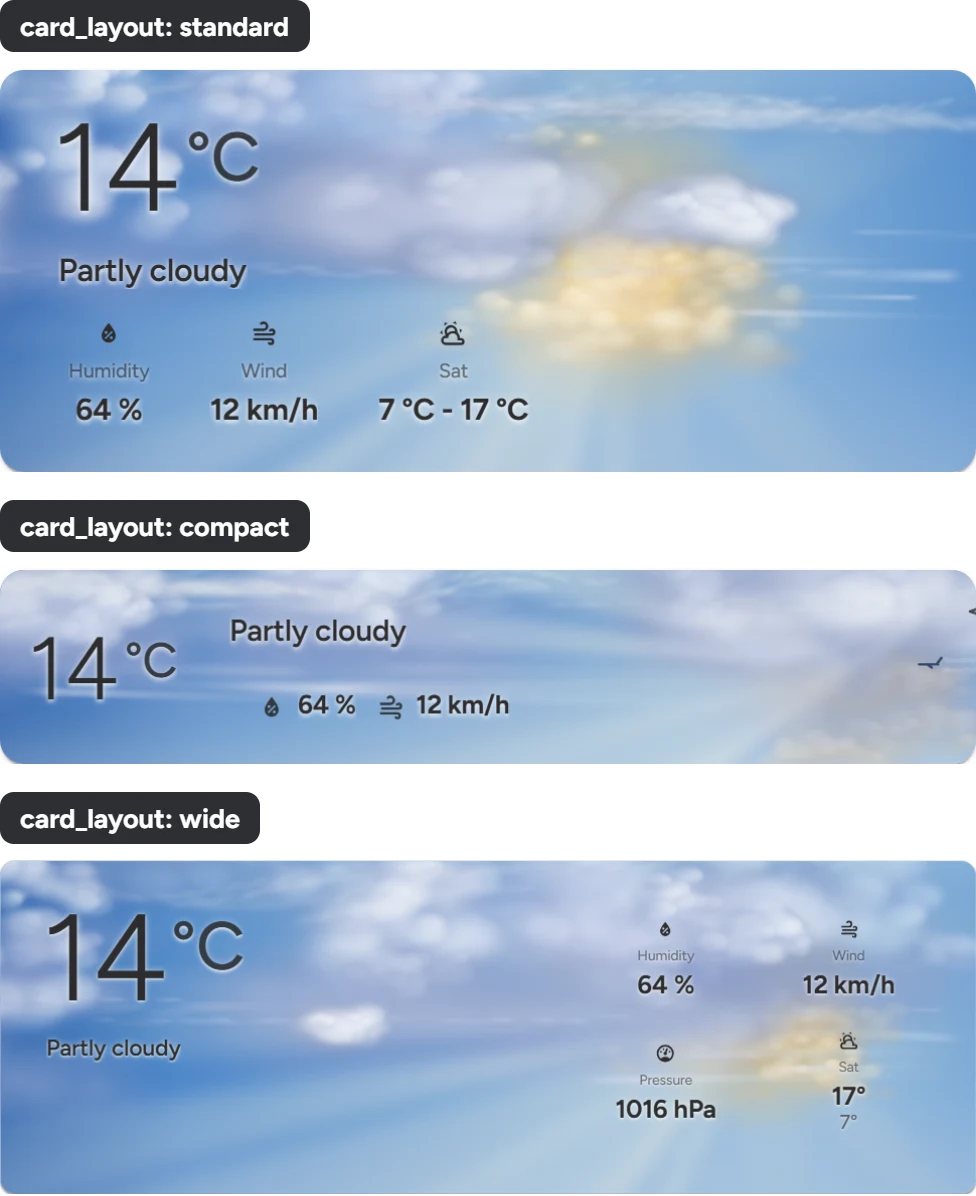 card_layout: standard
14 °C
Partly cloudy
Humidity Wind Sat
64 % 12 km/h 7 °C - 17 °C
card_layout: compact
14 °C
Partly cloudy
64 % 12 km/h
card_layout: wide
14 °C
Partly cloudy
Humidity Wind
64 % 12 km/h
Pressure Sat
1016 hPa 17°
7°